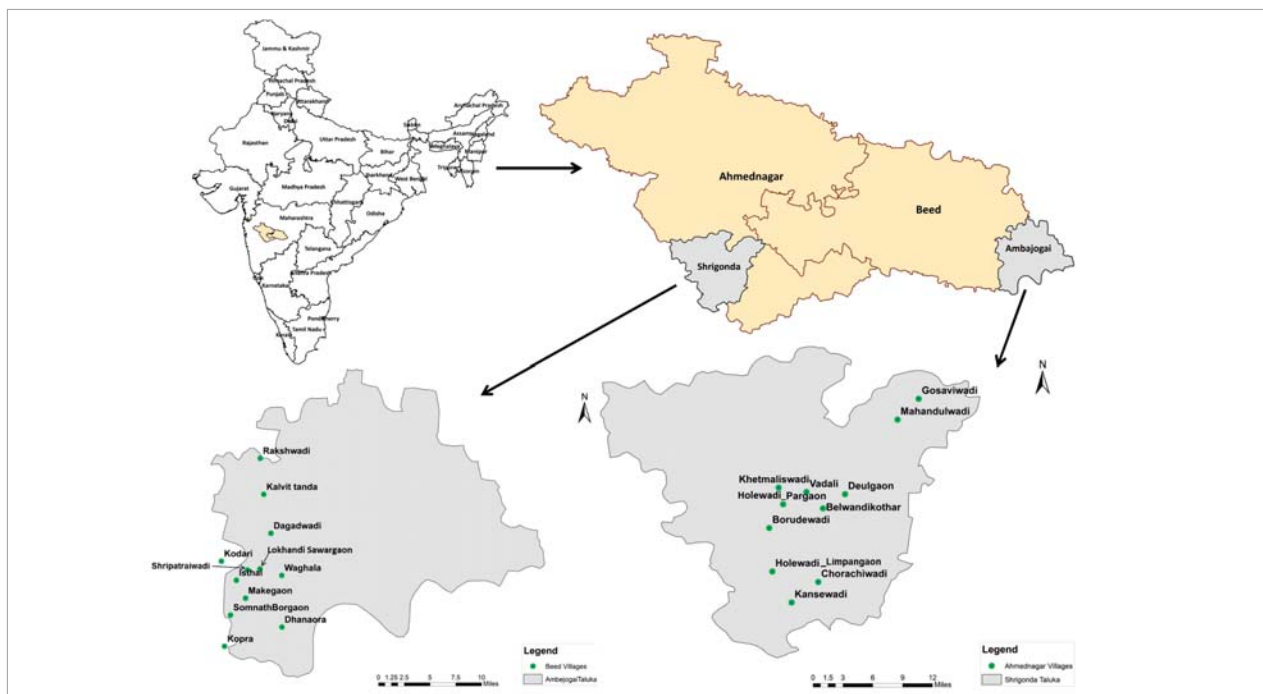 Jammu & Kashmir
Himachal Pradesh
Punjab
Uttarakhand
Haryana
Delhi
Arunachal Pradesh
Sikkim
Rajasthan
Uttar Pradesh
Assam
Nagaland
Bihar
Meghalaya
Manipur
Tripura
Mizoram
Jharkhand
West Bengal
Gujarat
Madhya Pradesh
Chhattisgarh
Odisha
Maharashtra
Telangana
Andhra Pradesh
Goa
Karnataka
Pondicherry
Tamil Nadu
Kerala
Ahmednagar
Beed
Shrigonda
Ambajogai
N
Rakshwadi
Kalvit tanda
Dagadwadi
Kodari
Lokhandi Sawargaon
Shripatraiwadi
Isthal
Waghala
Makegaon
SomnathBorgaon
Dhanaora
Kopra
Legend
Beed Villages
AmbejogaiTaluka
0 1.25 2.5 5 7.5 10
Miles
N
Gosaviwadi
Mahandulwadi
Khetmaliswadi
Vadali
Deulgaon
Holewadi_Pargaon
Belwandikothar
Borudewadi
Holewadi_Limpangaon
Chorachiwadi
Kansewadi
Legend
Ahmednagar Villages
Shrigonda Taluka
0 1.5 3 6 9 12
Miles